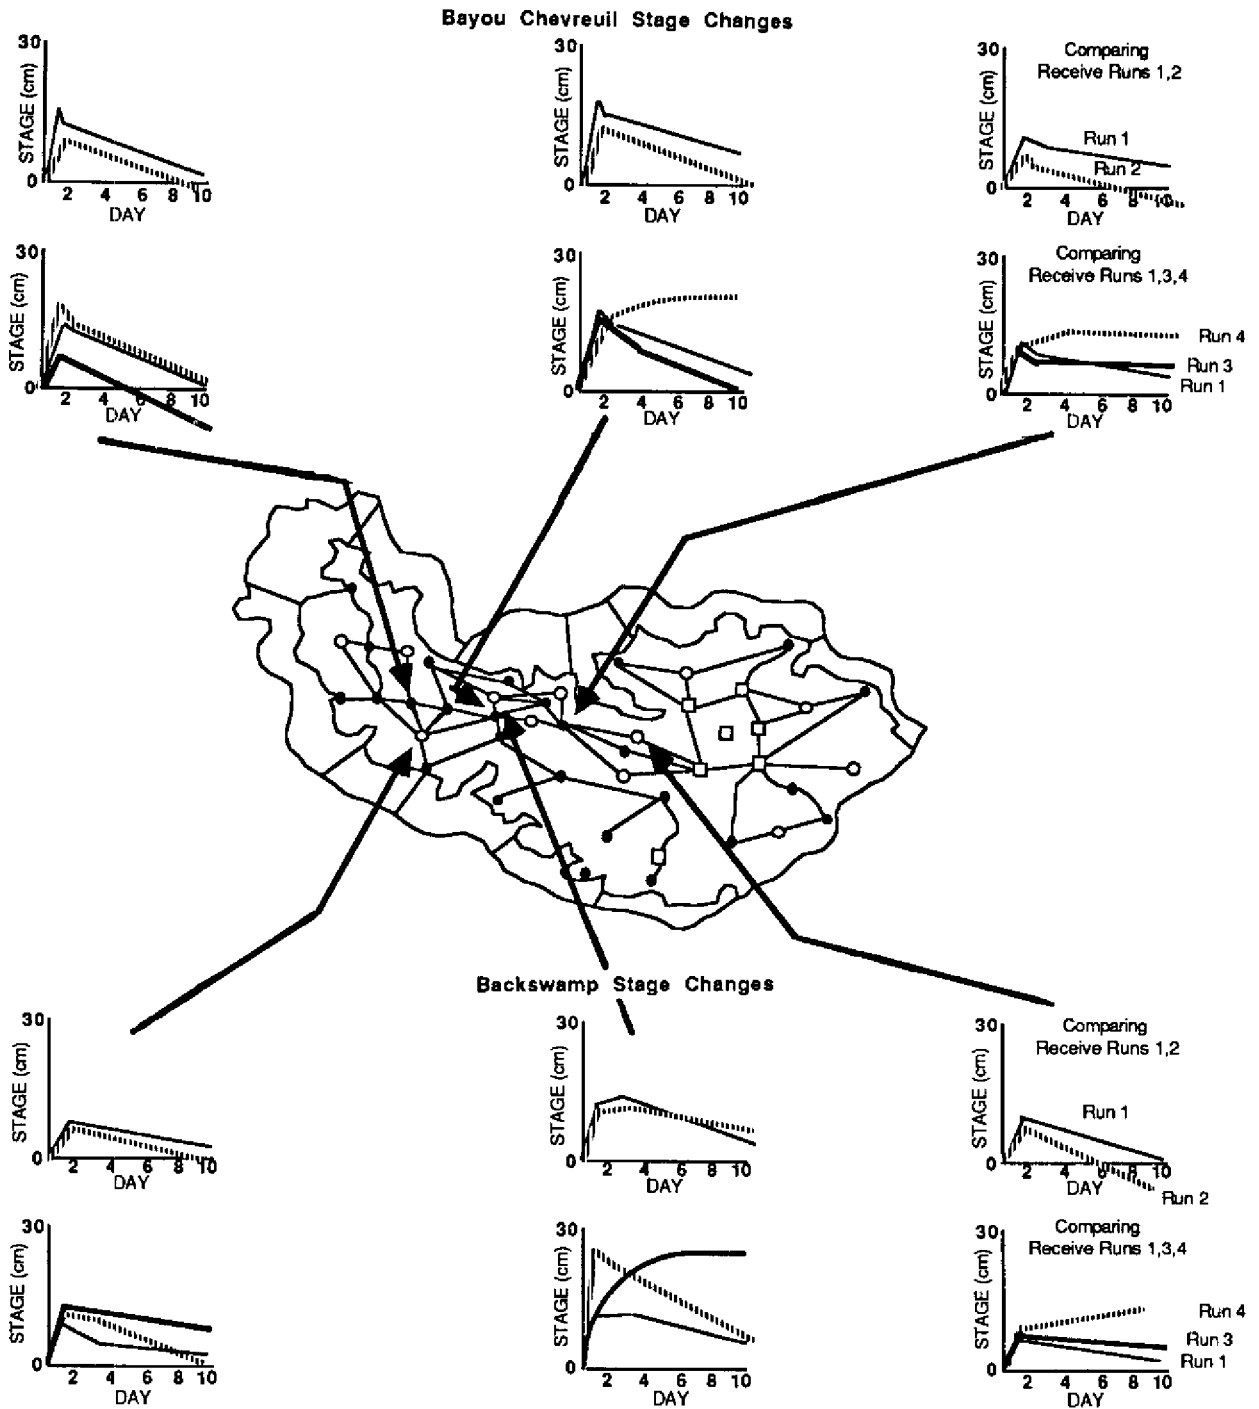 Bayou Chevreuil Stage Changes
30
STAGE (cm)
0
2 4 6 8 10
DAY
30
STAGE (cm)
0
2 4 6 8 10
DAY
30
STAGE (cm)
0
2 4 6 8 10
DAY
Comparing
Receive Runs 1,2
Run 1
Run 2
30
STAGE (cm)
0
2 4 6 8 10
DAY
30
STAGE (cm)
0
2 4 6 8 10
DAY
30
STAGE (cm)
0
2 4 6 8 10
DAY
Comparing
Receive Runs 1,3,4
Run 4
Run 3
Run 1
Backswamp Stage Changes
30
STAGE (cm)
0
2 4 6 8 10
DAY
30
STAGE (cm)
0
2 4 6 8 10
DAY
30
STAGE (cm)
0
2 4 6 8 10
DAY
Comparing
Receive Runs 1,2
Run 1
Run 2
30
STAGE (cm)
0
2 4 6 8 10
DAY
30
STAGE (cm)
0
2 4 6 8 10
DAY
30
STAGE (cm)
0
2 4 6 8 10
DAY
Comparing
Receive Runs 1,3,4
Run 4
Run 3
Run 1